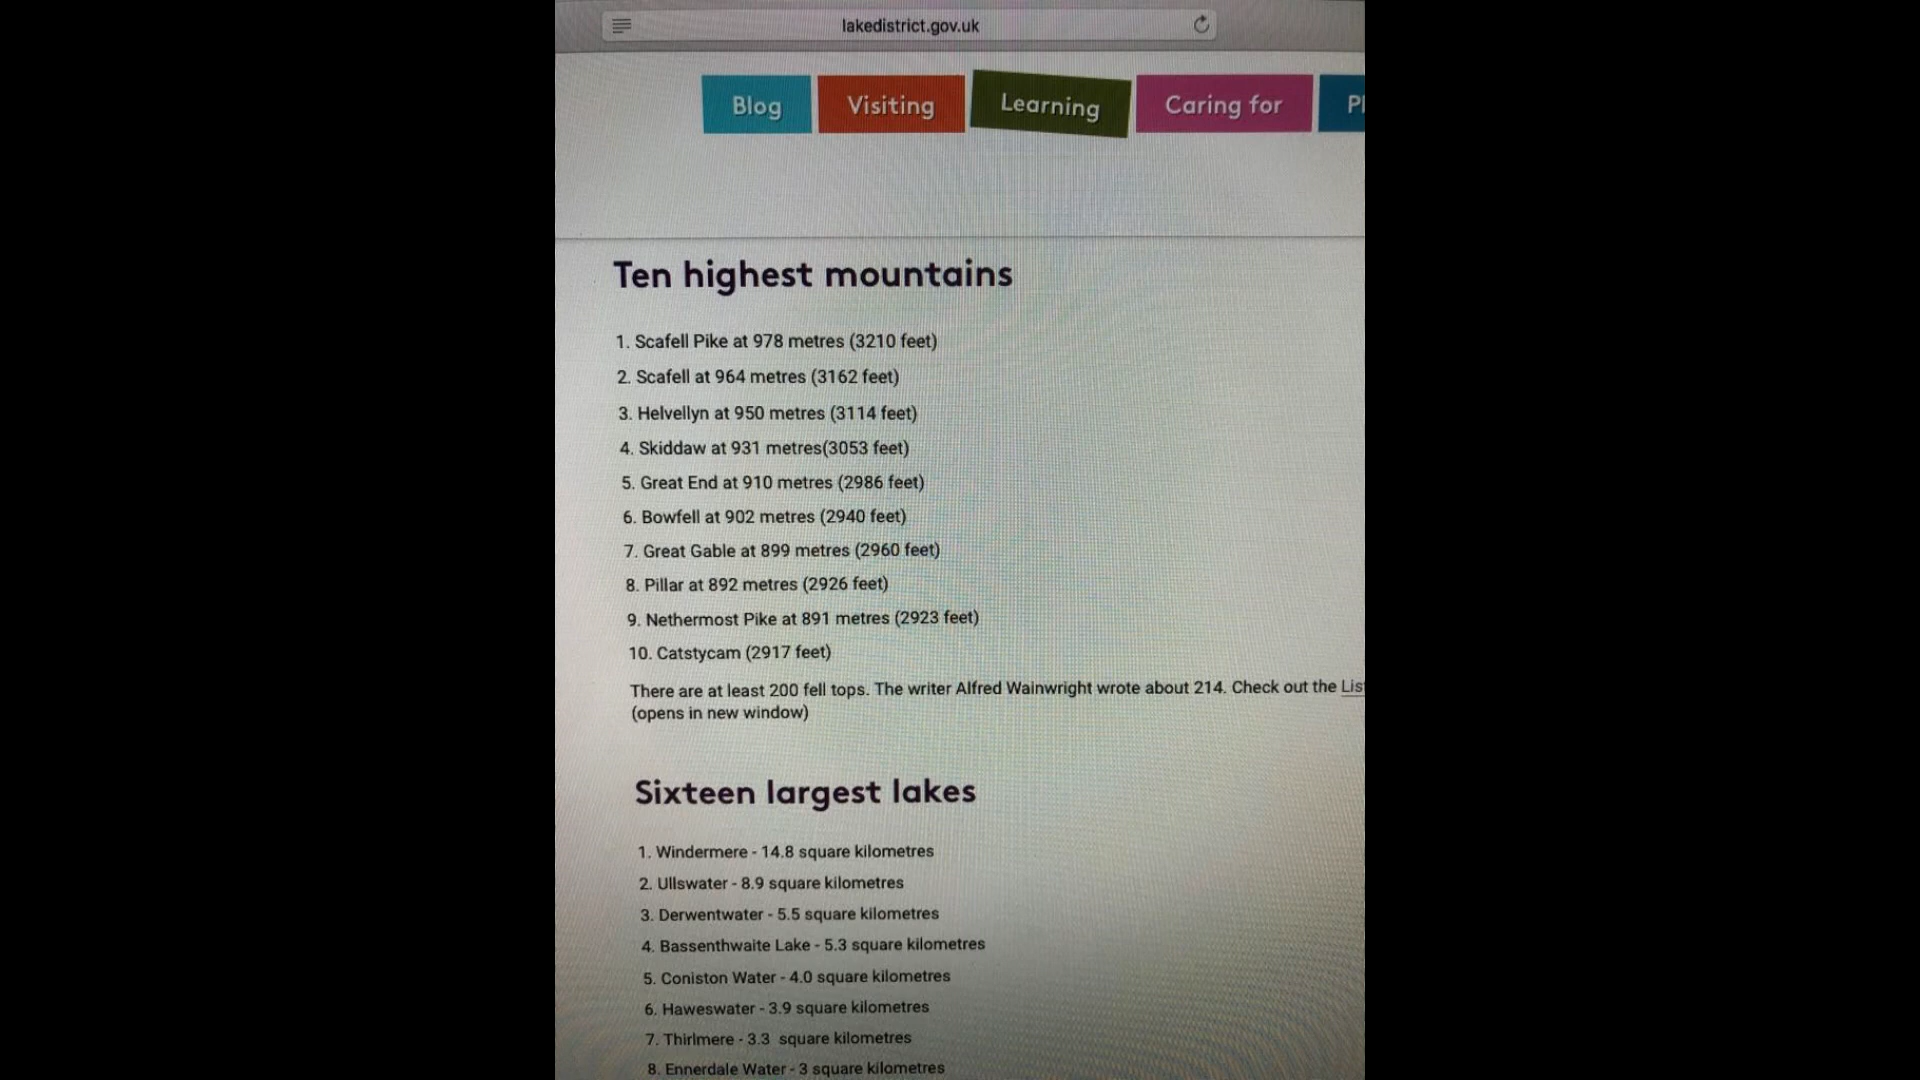 lakedistrict.gov.uk
Blog
Visiting
Learning
Caring for
Ten highest mountains
1. Scafell Pike at 978 metres (3210 feet)
2. Scafell at 964 metres (3162 feet)
3. Helvellyn at 950 metres (3114 feet)
4. Skiddaw at 931 metres(3053 feet)
5. Great End at 910 metres (2986 feet)
6. Bowfell at 902 metres (2940 feet)
7. Great Gable at 899 metres (2960 feet)
8. Pillar at 892 metres (2926 feet)
9. Nethermost Pike at 891 metres (2923 feet)
10. Catstycam (2917 feet)
There are at least 200 fell tops. The writer Alfred Wainwright wrote about 214. Check out the
(opens in new window)
Sixteen largest lakes
1. Windermere - 14.8 square kilometres
2. Ullswater - 8.9 square kilometres
3. Derwentwater - 5.5 square kilometres
4. Bassenthwaite Lake - 5.3 square kilometres
5. Coniston Water - 4.0 square kilometres
6. Haweswater - 3.9 square kilometres
7. Thirlmere - 3.3 square kilometres
8. Ennerdale Water - 3 square kilometres